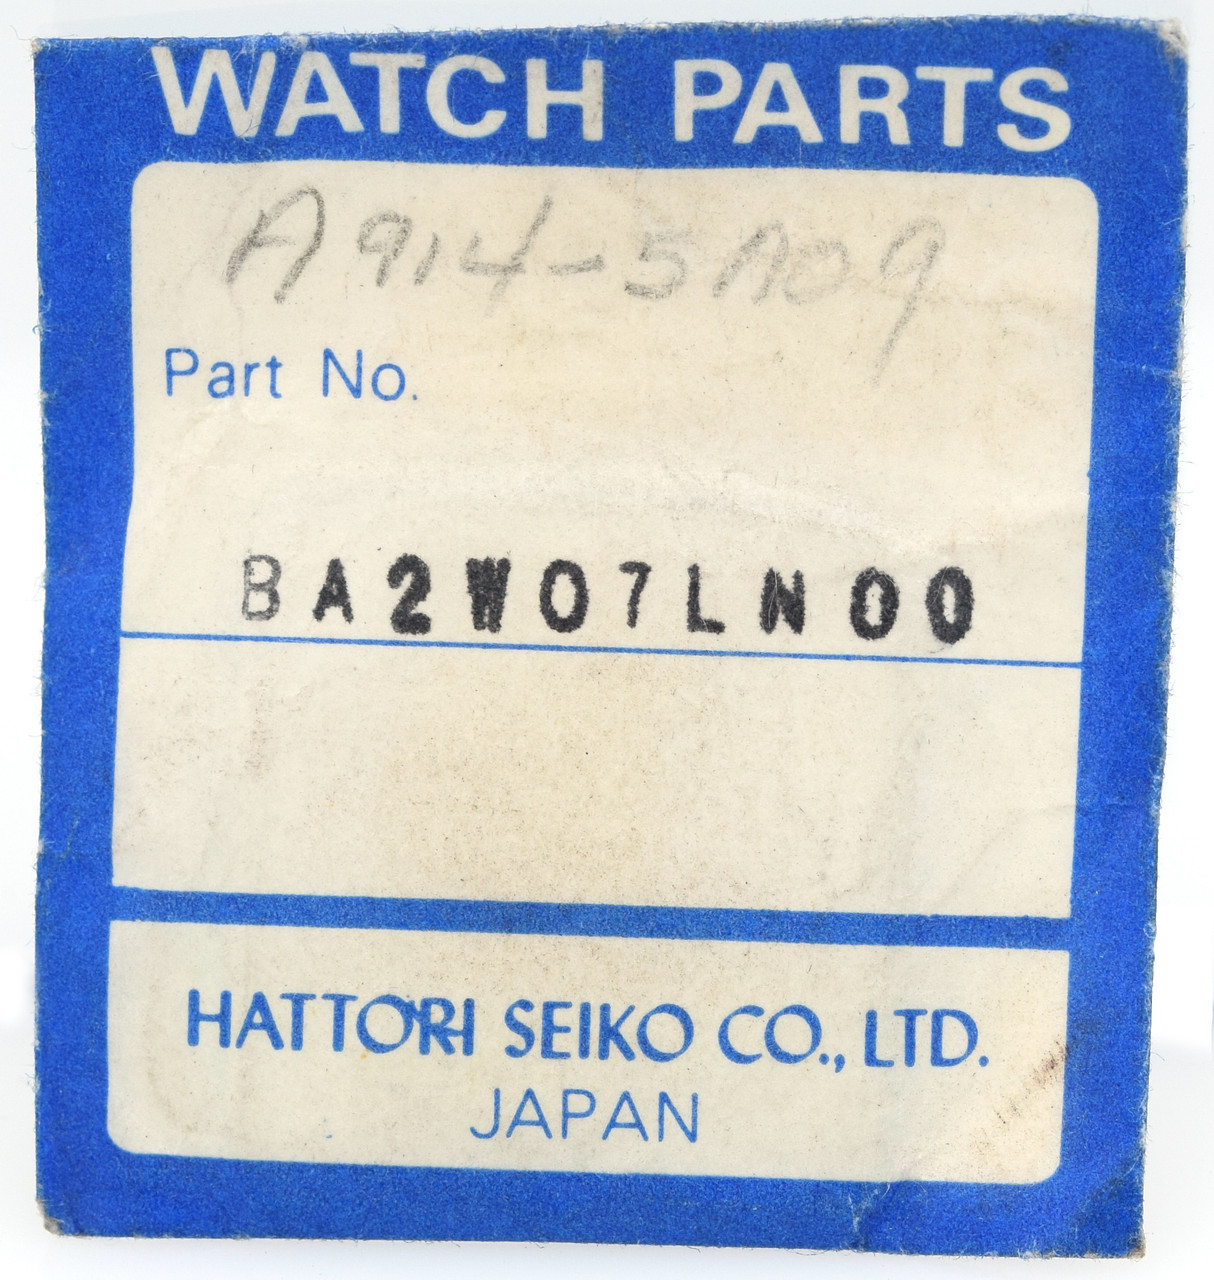 WATCH PARTS
A914-5A09
Part No.
BA2W07LN00
HATTORI SEIKO CO., LTD.
JAPAN